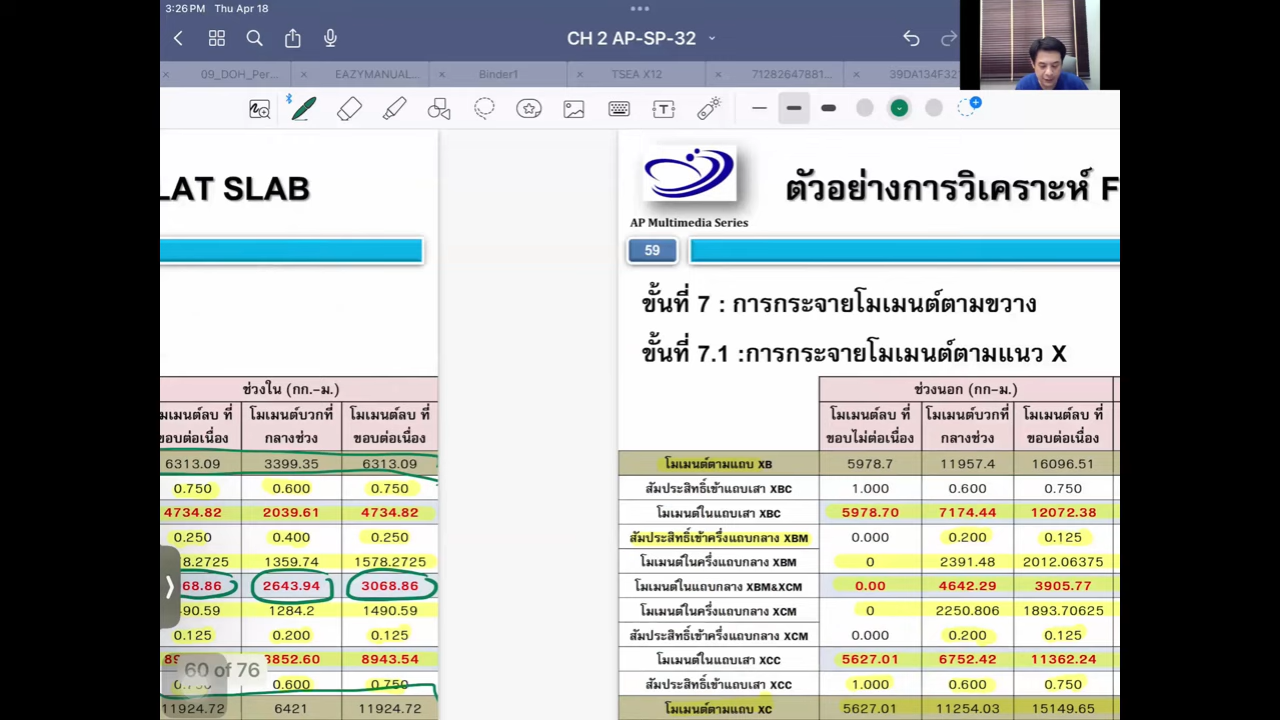 3:26 PM Thu Apr 18
CH 2 AP-SP-32
09_DOH_Per...
EAZYMANUAL...
Binder1
TSEA X12
71282647881...
39DA134F321
LAT SLAB
ช่วงใน (กก.-ม.)
มเมนต์ลบ ที่ โมเมนต์บวกที่ โมเมนต์ลบ ที่
ขอบต่อเนื่อง กลางช่วง ขอบต่อเนื่อง
6313.09 3399.35 6313.09
0.750 0.600 0.750
4734.82 2039.61 4734.82
0.250 0.400 0.250
8.2725 1359.74 1578.2725
68.86 2643.94 3068.86
90.59 1284.2 1490.59
0.125 0.200 0.125
3852.60 8943.54
0.600 0.750
11924.72 6421 11924.72
60 of 76
AP Multimedia Series
ตัวอย่างการวิเคราะห์ F
59
ขั้นที่ 7 : การกระจายโมเมนต์ตามขวาง
ขั้นที่ 7.1 :การกระจายโมเมนต์ตามแนว X
ช่วงนอก (กก-ม.)
โมเมนต์ลบ ที่ โมเมนต์บวกที่ โมเมนต์ลบ ที่
ขอบไม่ต่อเนื่อง กลางช่วง ขอบต่อเนื่อง
โมเมนต์ตามแถบ XB 5978.7 11957.4 16096.51
สัมประสิทธิ์เข้าแถบเสา XBC 1.000 0.600 0.750
โมเมนต์ในแถบเสา XBC 5978.70 7174.44 12072.38
สัมประสิทธิ์เข้าครึ่งแถบกลาง XBM 0.000 0.200 0.125
โมเมนต์ในครึ่งแถบกลาง XBM 0 2391.48 2012.06375
โมเมนต์ในแถบกลาง XBM&XCM 0.00 4642.29 3905.77
โมเมนต์ในครึ่งแถบกลาง XCM 0 2250.806 1893.70625
สัมประสิทธิ์เข้าครึ่งแถบกลาง XCM 0.000 0.200 0.125
โมเมนต์ในแถบเสา XCC 5627.01 6752.42 11362.24
สัมประสิทธิ์เข้าแถบเสา XCC 1.000 0.600 0.750
โมเมนต์ตามแถบ XC 5627.01 11254.03 15149.65